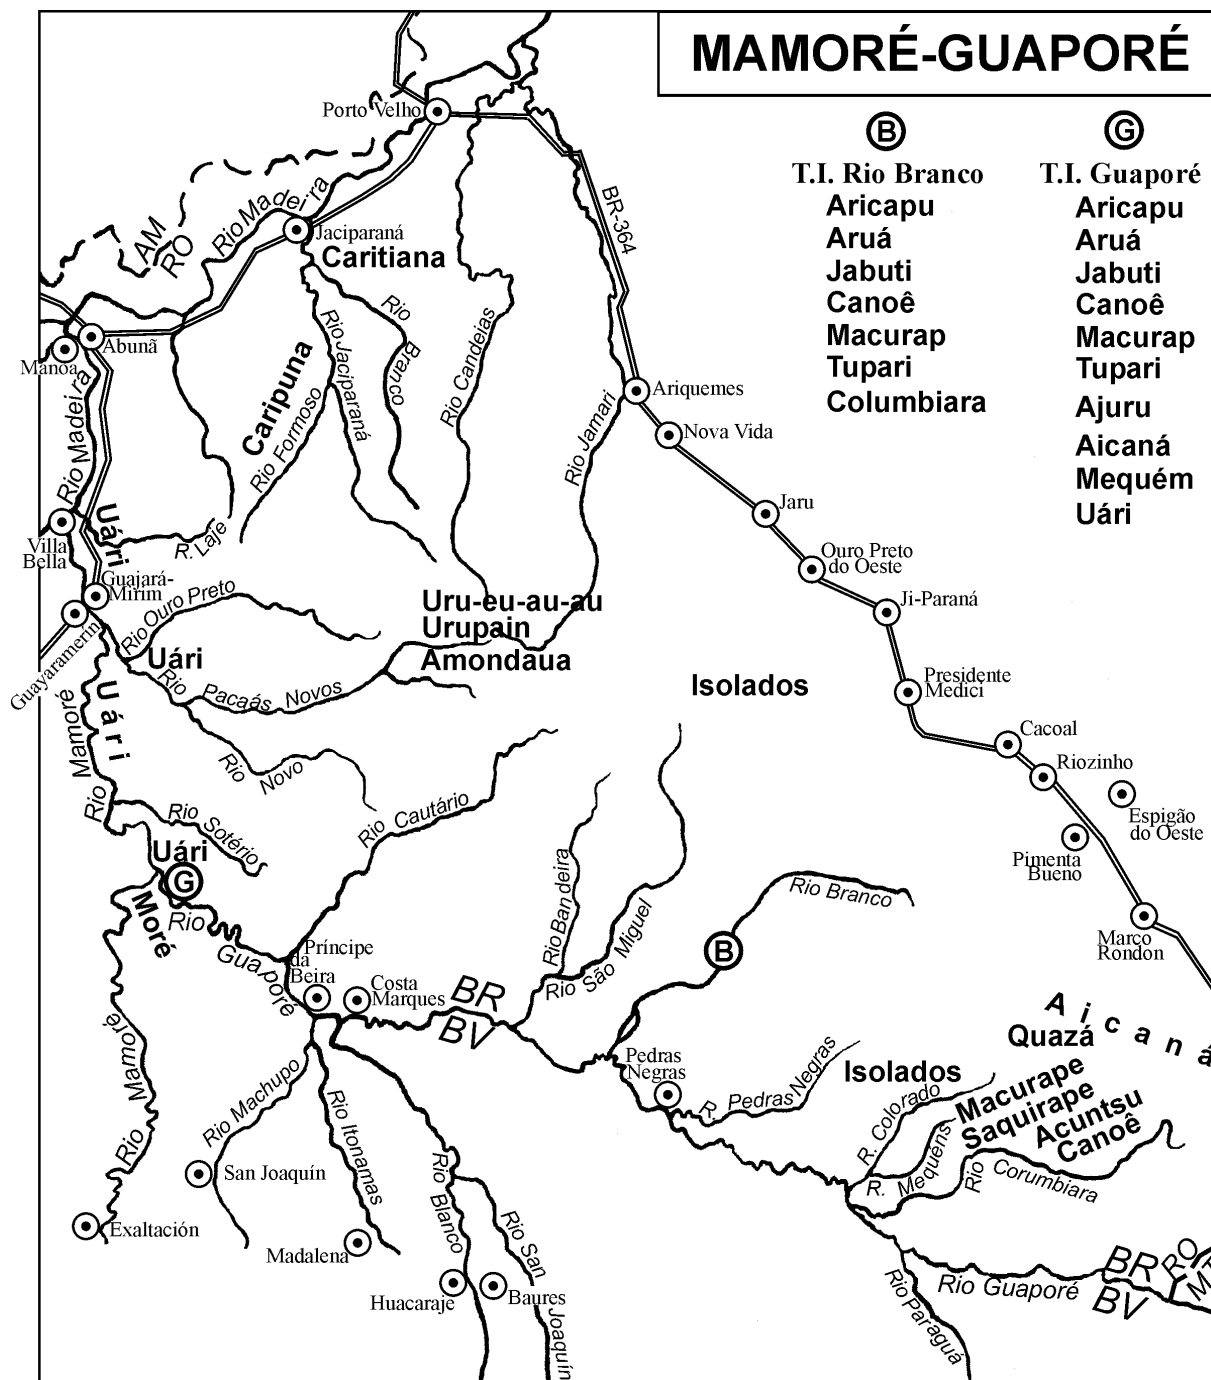 MAMORÉ-GUAPORÉ
B
T.I. Rio Branco
Aricapu
Aruá
Jabuti
Canoê
Macurap
Tupari
Columbiara
G
T.I. Guaporé
Aricapu
Aruá
Jabuti
Canoê
Macurap
Tupari
Ajuru
Aicaná
Mequém
Uári
Porto Velho
Rio Madeira
AM
RO
Jaciparaná
Caritiana
BR-364
Rio
Branco
Rio Jaciparaná
Rio Candeias
Abunã
Manoa
Caripuna
Rio Formoso
Rio Madeira
Rio Jamari
Ariquemes
Nova Vida
Jaru
Ouro Preto
do Oeste
Ji-Paraná
Presidente
Medici
Cacoal
Riozinho
Espigão
do Oeste
Pimenta
Bueno
Marco
Rondon
Uári
R. Laje
Villa
Bella
Guajará-
Mirim
Guayaramerín
Rio Ouro Preto
Uári
Uru-eu-au-au
Urupain
Amondaua
Isolados
Rio Pacaás Novos
Uári
Rio Mamoré
Rio Novo
Rio Sotério
Rio Cautário
Uári
G
Moré
Rio Guaporé
Príncipe
da
Beira
Costa
Marques
BR
BV
Rio Bandeira
Rio São Miguel
Rio Branco
B
Pedras
Negras
R. Pedras Negras
Isolados
Aicaná
Quazá
Macurape
Saquirape
Acuntsu
Canoê
R. Colorado
R. Mequens
Rio Corumbiara
Rio Mamoré
Rio Machupo
Rio Itonamas
San Joaquín
Exaltación
Madalena
Rio Blanco
Huacaraje
Baures
Rio San Joaquín
Rio Paraguá
Rio Guaporé
BR
BV
RO
MT